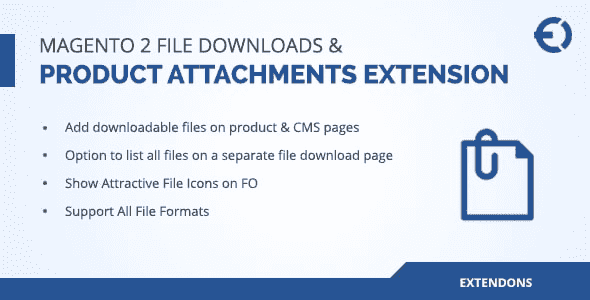 MAGENTO 2 FILE DOWNLOADS &
PRODUCT ATTACHMENTS EXTENSION
• Add downloadable files on product & CMS pages
• Option to list all files on a separate file download page
• Show Attractive File Icons on FO
• Support All File Formats
EXTENDONS